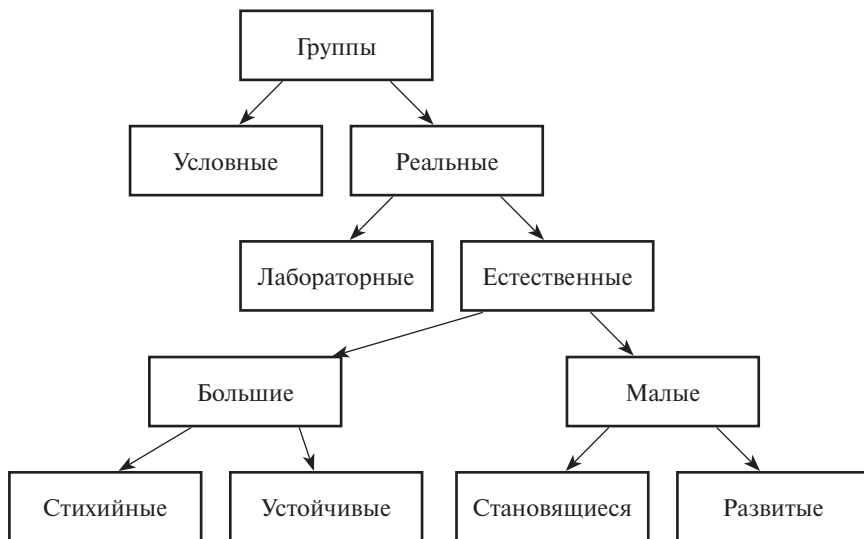 Группы
Условные
Реальные
Лабораторные
Естественные
Большие
Малые
Стихийные
Устойчивые
Становящиеся
Развитые